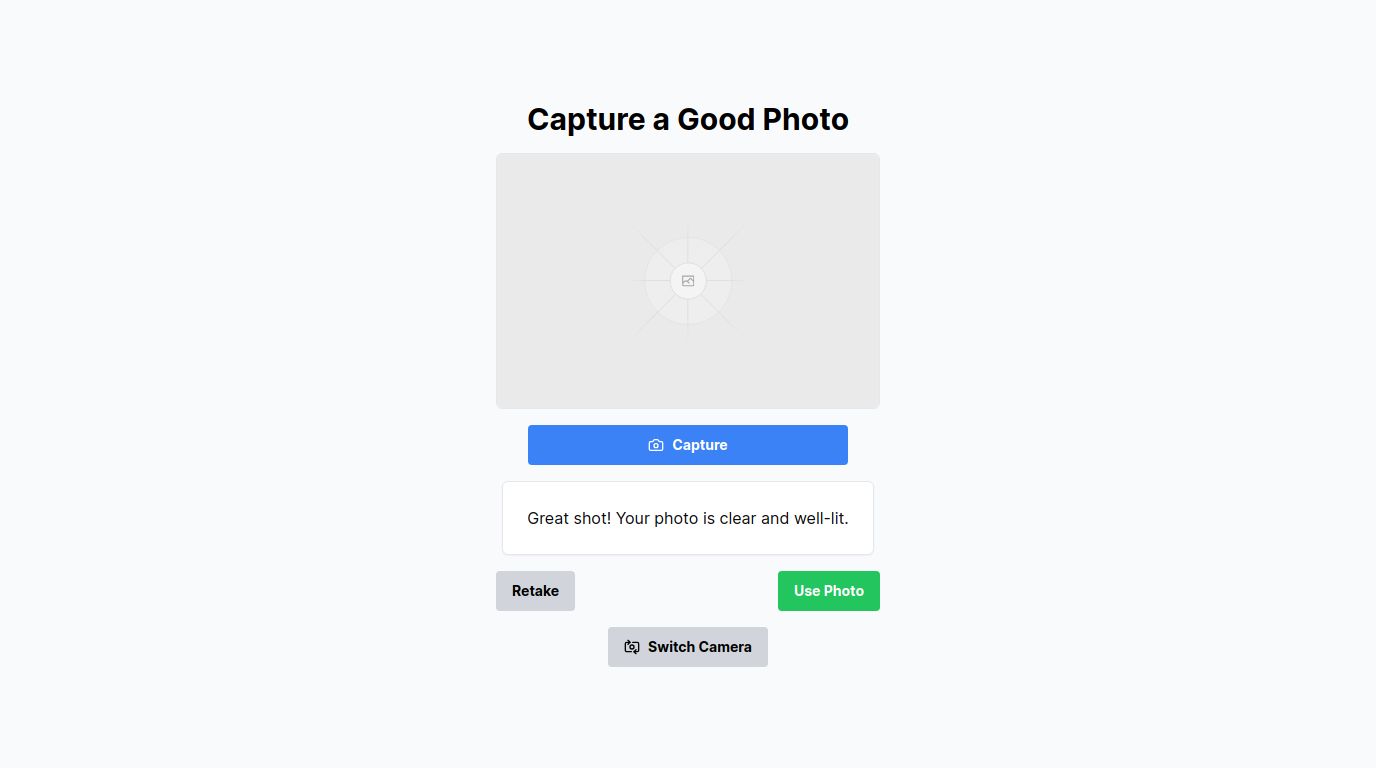 Capture a Good Photo
Capture
Great shot! Your photo is clear and well-lit.
Retake
Use Photo
Switch Camera